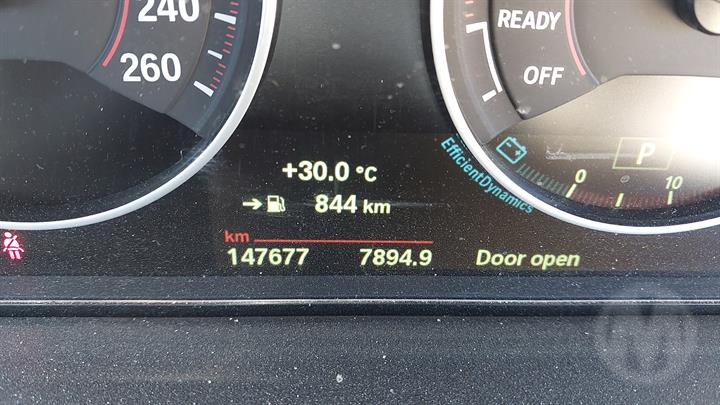 240
260
READY
OFF
+30.0 °C
844 km
EfficientDynamics
P
0 10
km
147677 7894.9 Door open